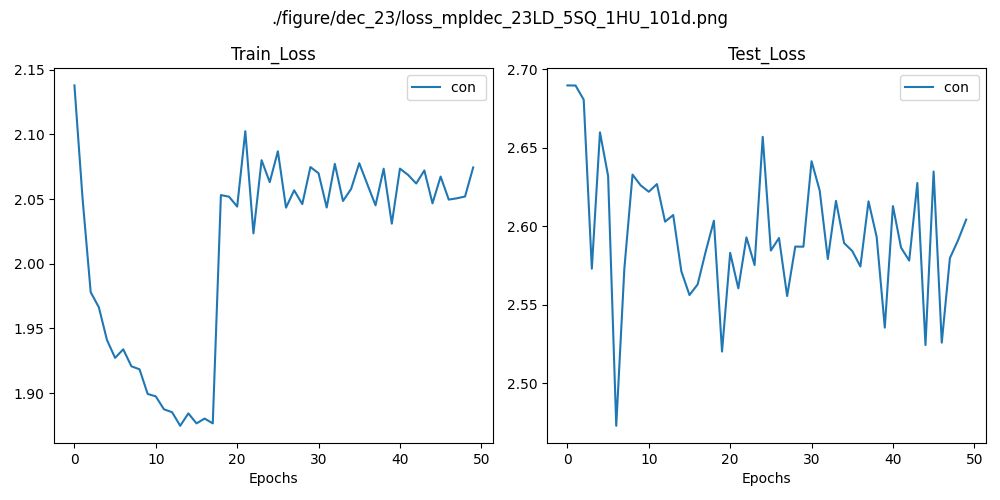 ./figure/dec_23/loss_mpldec_23LD_5SQ_1HU_101d.png
Train_Loss
2.15
2.10
2.05
2.00
1.95
1.90
0 10 20 30 40 50
Epochs
con
Test_Loss
2.70
2.65
2.60
2.55
2.50
0 10 20 30 40 50
Epochs
con